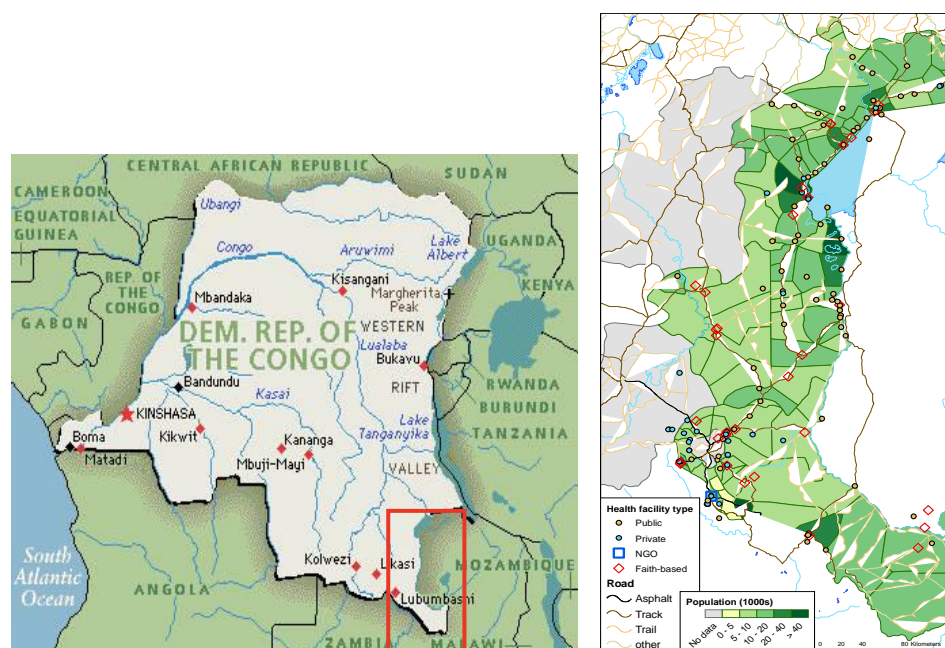 CENTRAL AFRICAN REPUBLIC
SUDAN
CAMEROON
EQUATORIAL
GUINEA
Ubangi
Congo
Aruwimi
Lake
Albert
UGANDA
REP. OF
THE
CONGO
Kisangani
KENYA
Margherita
Peak
Mbandaka
GABON
DEM. REP. OF
THE CONGO
WESTERN
Lualaba
Bukavu
Bandundu
RIFT
RWANDA
Kasai
BURUNDI
KINSHASA
Lake
Tanganyika
TANZANIA
Boma
Kikwit
Kananga
Matadi
Mbuji-Mayi
VALLEY
South
Atlantic
Ocean
Kolwezi
Likasi
MOZAMBIQUE
ANGOLA
Lubumbashi
ZAMBIA
MALAWI
Health facility type
Public
Private
NGO
Faith-based
Road
Asphalt
Track
Trail
other
Population (1000s)
No data
0 - 5
5 - 10
10 - 20
20 - 40
> 40
0 20 40 80 Kilometers